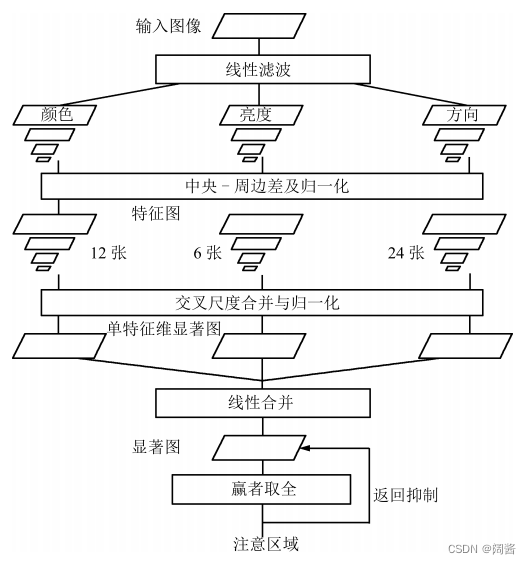 输入图像
线性滤波
颜色
亮度
方向
中央-周边差及归一化
特征图
12 张
6 张
24 张
交叉尺度合并与归一化
单特征维显著图
线性合并
显著图
赢者取全
返回抑制
注意区域
CSDN @阔酱